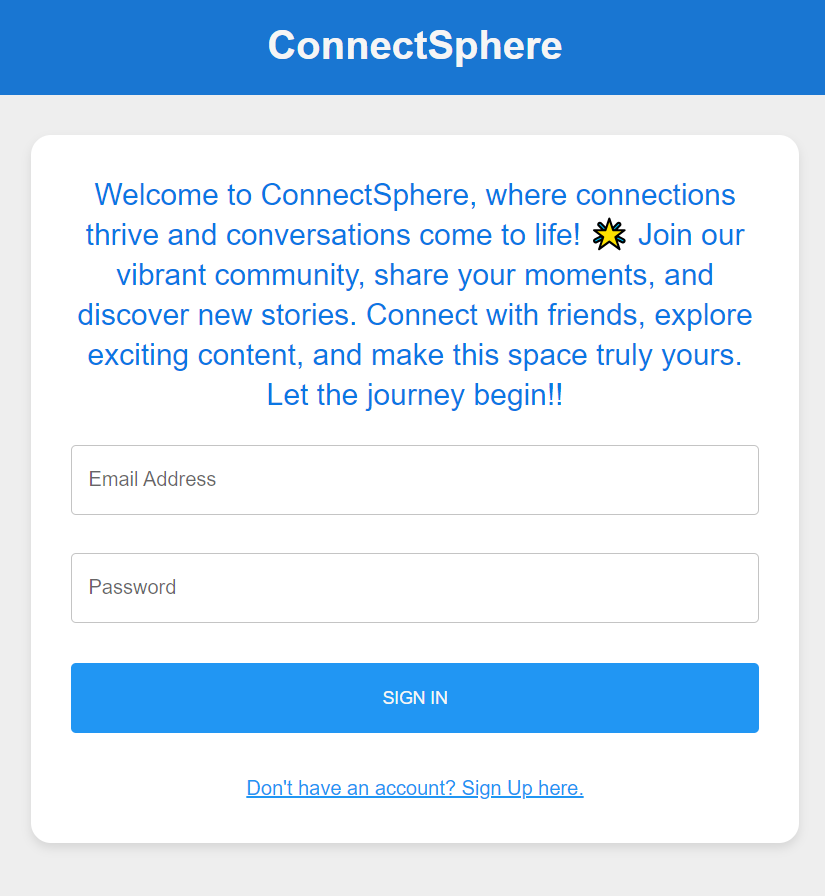 ConnectSphere
Welcome to ConnectSphere, where connections
thrive and conversations come to life! 🌟 Join our
vibrant community, share your moments, and
discover new stories. Connect with friends, explore
exciting content, and make this space truly yours.
Let the journey begin!!
Email Address
Password
SIGN IN
Don't have an account? Sign Up here.